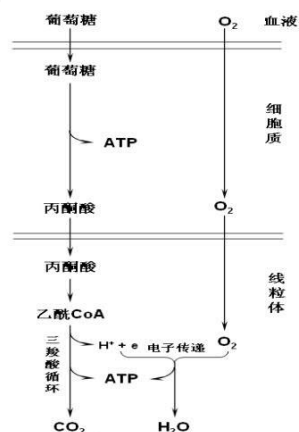 葡萄糖 O₂ 血液
葡萄糖
细胞质
ATP
丙酮酸 O₂
丙酮酸
线粒体
乙酰CoA
三羧酸循环
H⁺ + e 电子传递 O₂
ATP
CO₂ H₂O